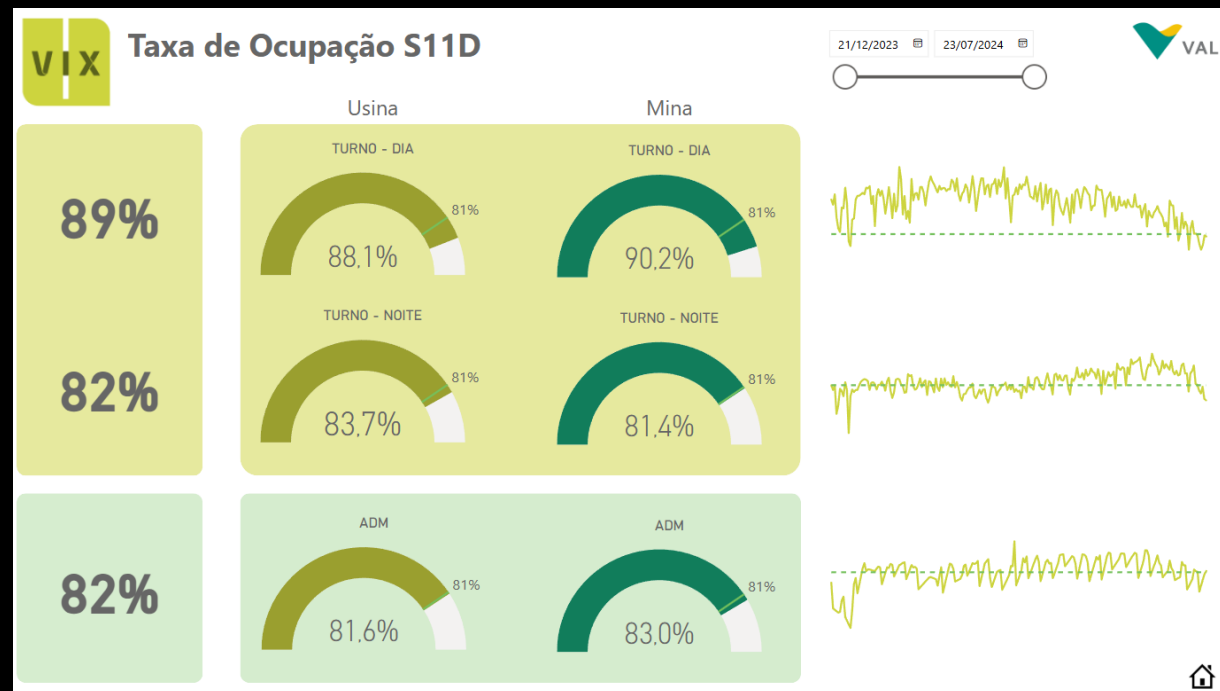 VIX
Taxa de Ocupação S11D
21/12/2023
23/07/2024
VAL
Usina
Mina
89%
TURNO - DIA
81%
88,1%
TURNO - DIA
81%
90,2%
82%
TURNO - NOITE
81%
83,7%
TURNO - NOITE
81%
81,4%
82%
ADM
81%
81,6%
ADM
81%
83,0%